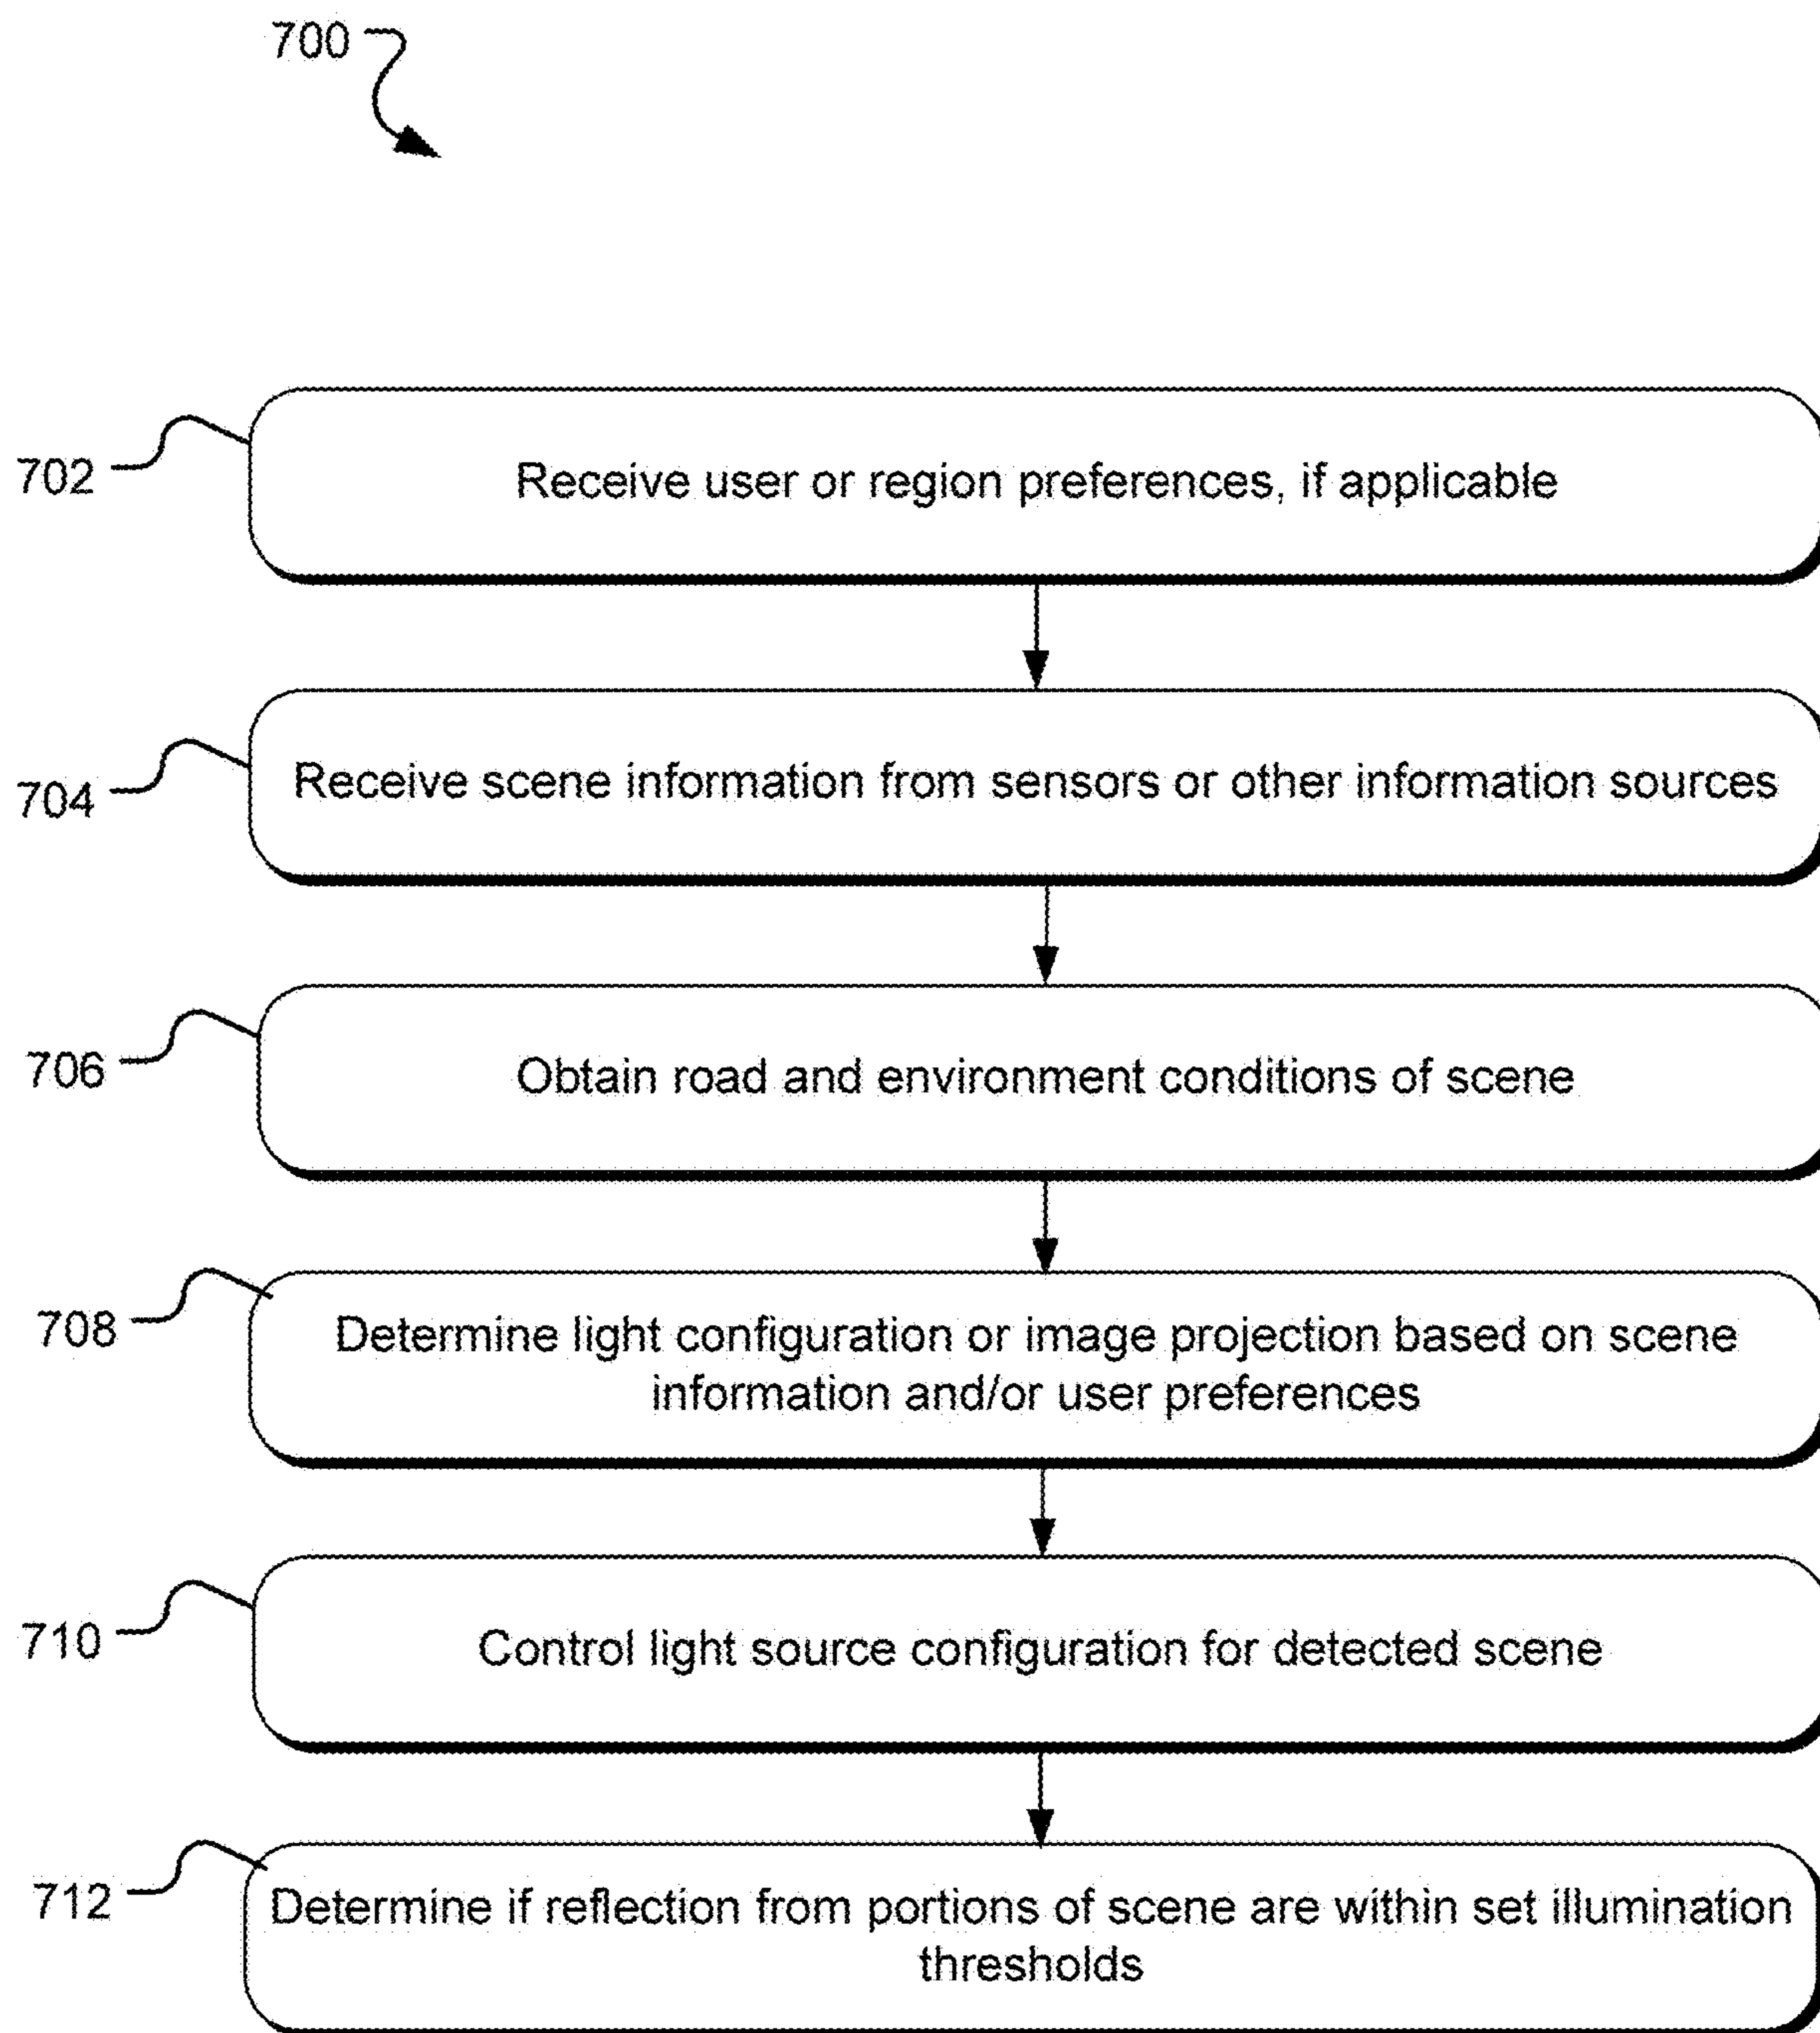 700
702
Receive user or region preferences, if applicable
704
Receive scene information from sensors or other information sources
706
Obtain road and environment conditions of scene
708
Determine light configuration or image projection based on scene
information and/or user preferences
710
Control light source configuration for detected scene
712
Determine if reflection from portions of scene are within set illumination
thresholds